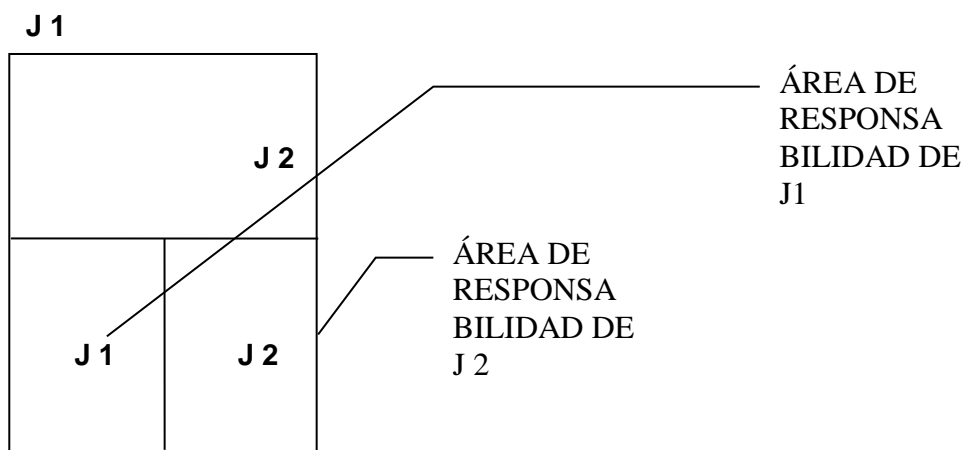 J 1
ÁREA DE
RESPONSA
BILIDAD DE
J1
J 2
ÁREA DE
RESPONSA
BILIDAD DE
J 2
J 1
J 2